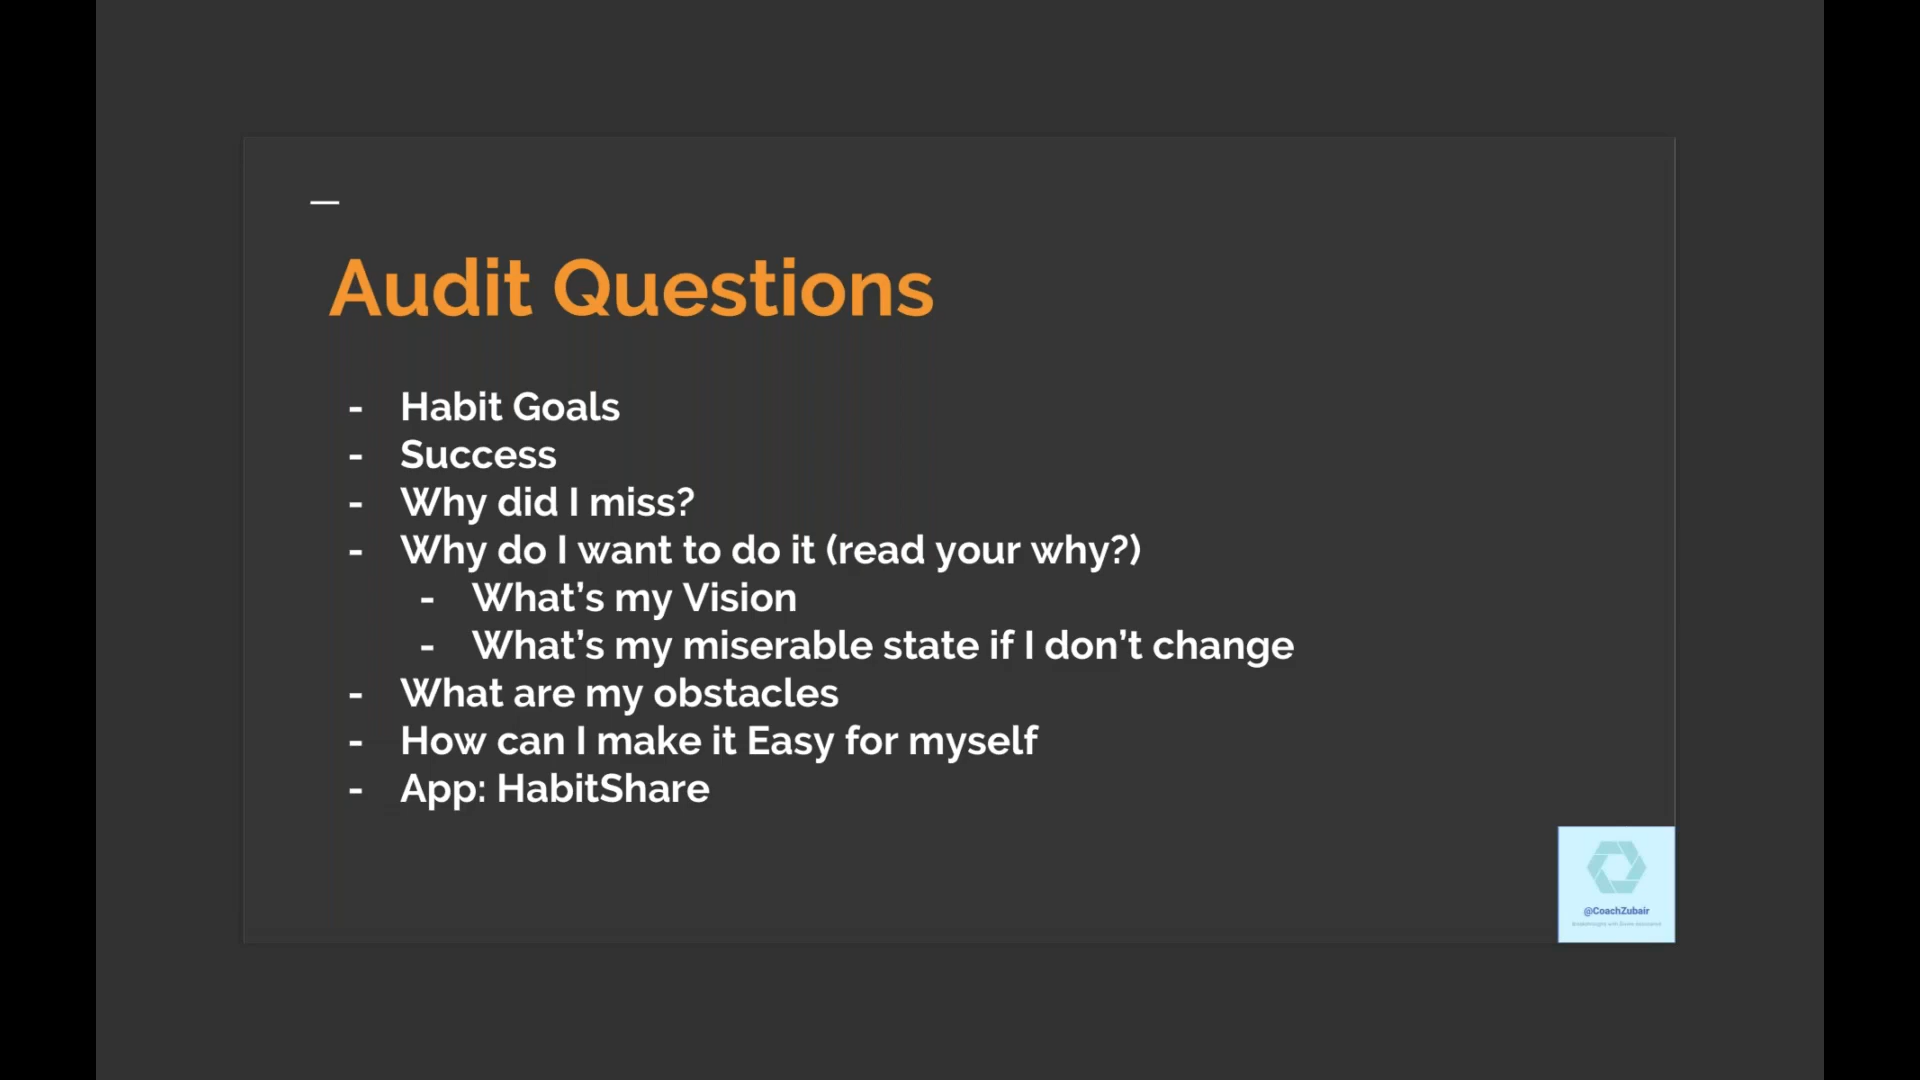 Audit Questions
- Habit Goals
- Success
- Why did I miss?
- Why do I want to do it (read your why?)
- What’s my Vision
- What’s my miserable state if I don’t change
- What are my obstacles
- How can I make it Easy for myself
- App: HabitShare
@CoachZubair